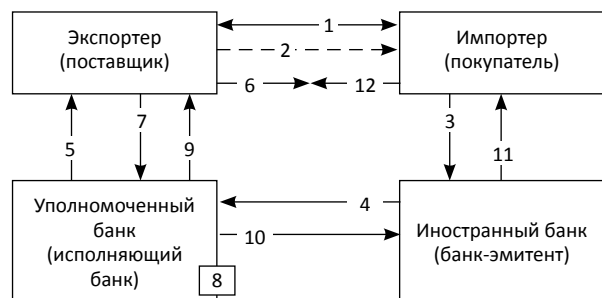 Экспортер
(поставщик)
1
2
6
12
Импортер
(покупатель)
5
7
9
3
11
Уполномоченный
банк
(исполняющий
банк)
8
4
10
Иностранный банк
(банк-эмитент)